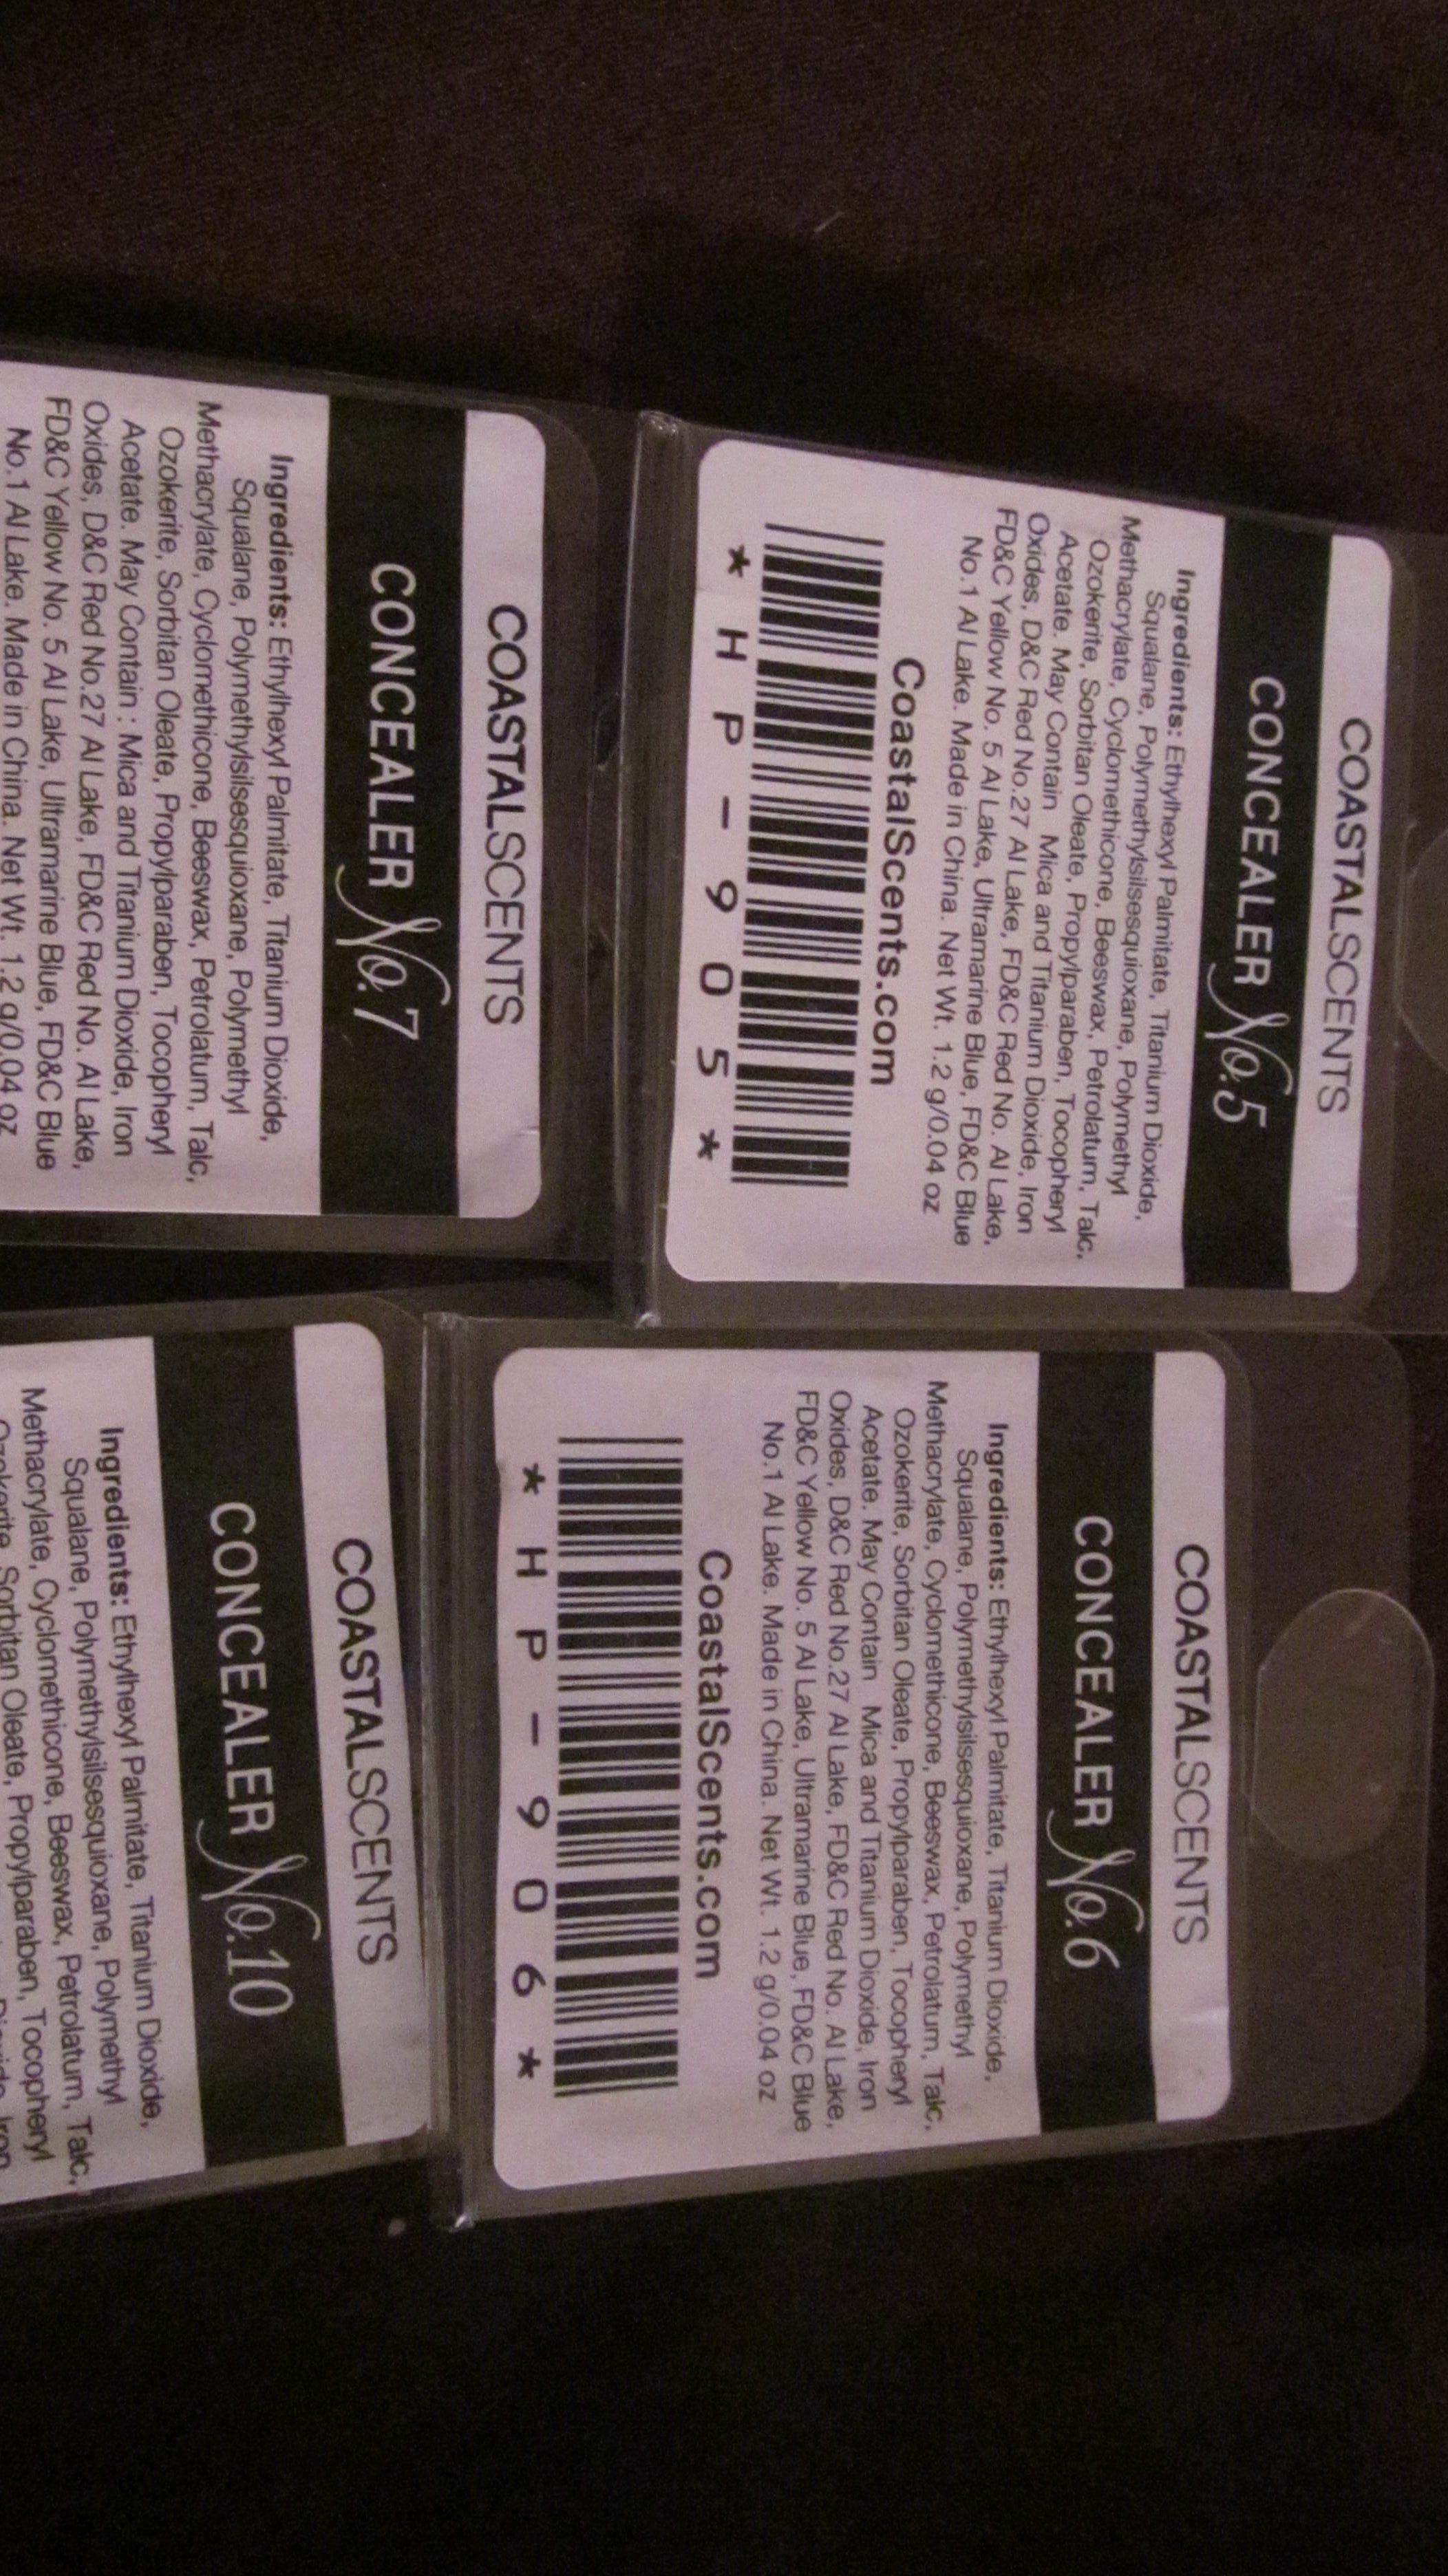 COASTALSCENTS
CONCEALER No.5
Ingredients: Ethylhexyl Palmitate, Titanium Dioxide,
Squalane, Polymethylsilsesquioxane, Polymethyl
Methacrylate, Cyclomethicone, Beeswax, Petrolatum, Talc,
Ozokerite, Sorbitan Oleate, Propylparaben, Tocopheryl
Acetate. May Contain Mica and Titanium Dioxide, Iron
Oxides, D&C Red No.27 Al Lake, FD&C Red No. Al Lake,
FD&C Yellow No. 5 Al Lake, Ultramarine Blue, FD&C Blue
No.1 Al Lake. Made in China. Net Wt. 1.2 g/0.04 oz
CoastalScents.com
* H P - 9 0 5 *
COASTALSCENTS
CONCEALER No.6
Ingredients: Ethylhexyl Palmitate, Titanium Dioxide,
Squalane, Polymethylsilsesquioxane, Polymethyl
Methacrylate, Cyclomethicone, Beeswax, Petrolatum, Talc,
Ozokerite, Sorbitan Oleate, Propylparaben, Tocopheryl
Acetate. May Contain Mica and Titanium Dioxide, Iron
Oxides, D&C Red No.27 Al Lake, FD&C Red No. Al Lake,
FD&C Yellow No. 5 Al Lake, Ultramarine Blue, FD&C Blue
No.1 Al Lake. Made in China. Net Wt. 1.2 g/0.04 oz
CoastalScents.com
* H P - 9 0 6 *
COASTALSCENTS
CONCEALER No.7
Ingredients: Ethylhexyl Palmitate, Titanium Dioxide,
Squalane, Polymethylsilsesquioxane, Polymethyl
Methacrylate, Cyclomethicone, Beeswax, Petrolatum, Talc,
Ozokerite, Sorbitan Oleate, Propylparaben, Tocopheryl
Acetate. May Contain : Mica and Titanium Dioxide, Iron
Oxides, D&C Red No.27 Al Lake, FD&C Red No. Al Lake,
FD&C Yellow No. 5 Al Lake, Ultramarine Blue, FD&C Blue
No.1 Al Lake. Made in China. Net Wt. 1.2 g/0.04 oz
COASTALSCENTS
CONCEALER No.10
Ingredients: Ethylhexyl Palmitate, Titanium Dioxide,
Squalane, Polymethylsilsesquioxane, Polymethyl
Methacrylate, Cyclomethicone, Beeswax, Petrolatum, Talc,
Ozokerite, Sorbitan Oleate, Propylparaben, Tocopheryl